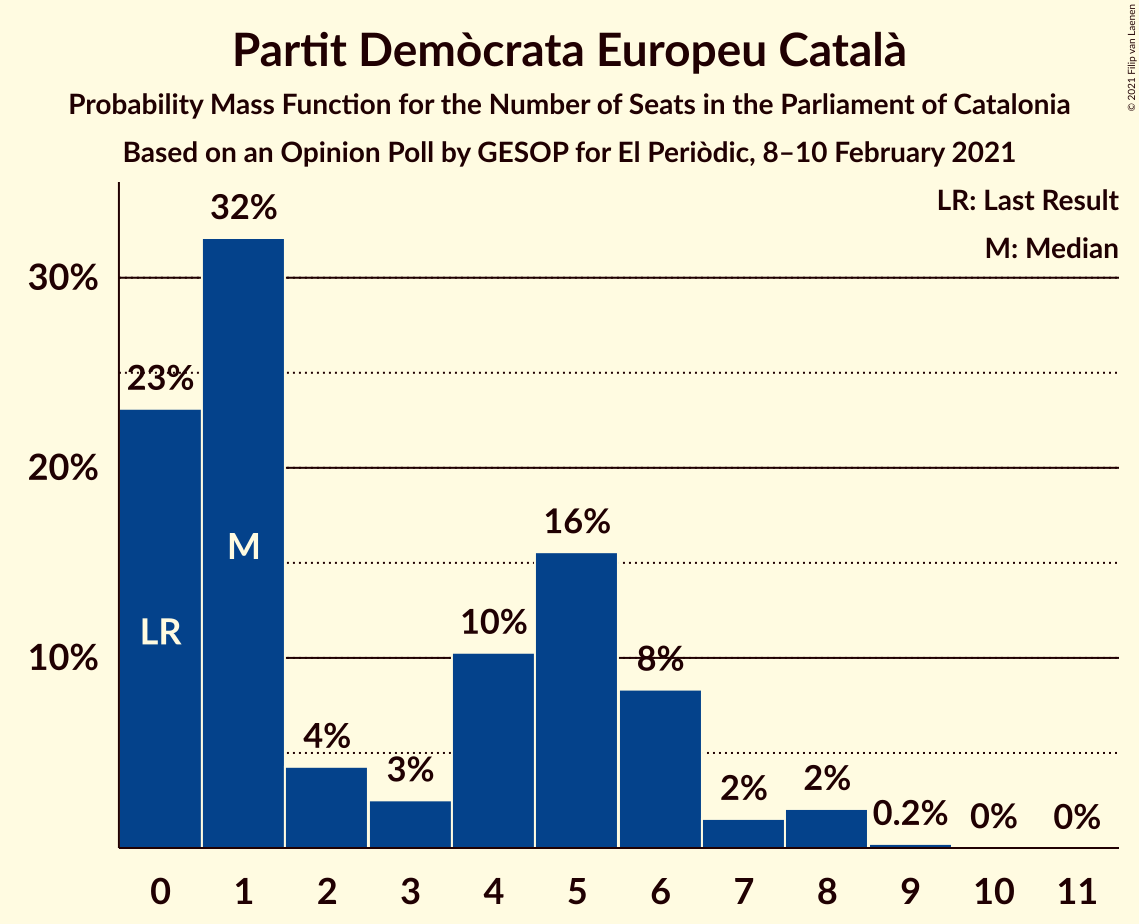 Partit Demòcrata Europeu Català
Probability Mass Function for the Number of Seats in the Parliament of Catalonia
Based on an Opinion Poll by GESOP for El Periòdic, 8–10 February 2021
© 2021 Filip van Laenen
LR: Last Result
M: Median
30%
20%
10%
23%
32%
4%
3%
10%
16%
8%
2%
2%
0.2%
0%
0%
LR
M
0 1 2 3 4 5 6 7 8 9 10 11